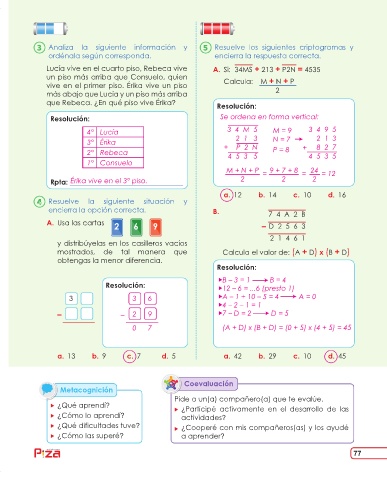 3 Analiza la siguiente información y
ordénala según corresponda.
Lucía vive en el cuarto piso, Rebeca vive
un piso más arriba que Consuelo, quien
vive en el primer piso. Érika vive un piso
más abajo que Lucía y un piso más arriba
que Rebeca. ¿En qué piso vive Érika?
Resolución:
4° Lucía
3° Érika
2° Rebeca
1° Consuelo
Rpta: Érika vive en el 3° piso.
4 Resuelve la siguiente situación y
encierra la opción correcta.
A. Usa las cartas 2 6 9
y distribúyelas en los casilleros vacíos
mostrados, de tal manera que
obtengas la menor diferencia.
Resolución:
3 3 6
– – 2 9
0 7
a. 13 b. 9 c. 7 d. 5
5 Resuelve los siguientes criptogramas y
encierra la respuesta correcta.
A. Si: 34M5 + 213 + P2N = 4535
Calcula: M + N + P
2
Resolución:
Se ordena en forma vertical:
3 4 M 5 M = 9 3 4 9 5
2 1 3 N = 7 → 2 1 3
+ P 2 N P = 8 + 8 2 7
4 5 3 5 4 5 3 5
M + N + P = 9 + 7 + 8 = 24 = 12
2 2 2
a. 12 b. 14 c. 10 d. 16
B. 7 4 A 2 B
– D 2 5 6 3
2 1 4 6 1
Calcula el valor de: (A + D) x (B + D)
Resolución:
B – 3 = 1 → B = 4
12 – 6 = ...6 (presto 1)
A – 1 + 10 – 5 = 4 → A = 0
4 – 2 – 1 = 1
7 – D = 2 → D = 5
(A + D) x (B + D) = (0 + 5) x (4 + 5) = 45
a. 42 b. 29 c. 10 d. 45
Metacognición
¿Qué aprendí?
¿Cómo lo aprendí?
¿Qué dificultades tuve?
¿Cómo las superé?
Coevaluación
Pide a un(a) compañero(a) que te evalúe.
¿Participé activamente en el desarrollo de las
actividades?
¿Cooperé con mis compañeros(as) y los ayudé
a aprender?
Pizza
77